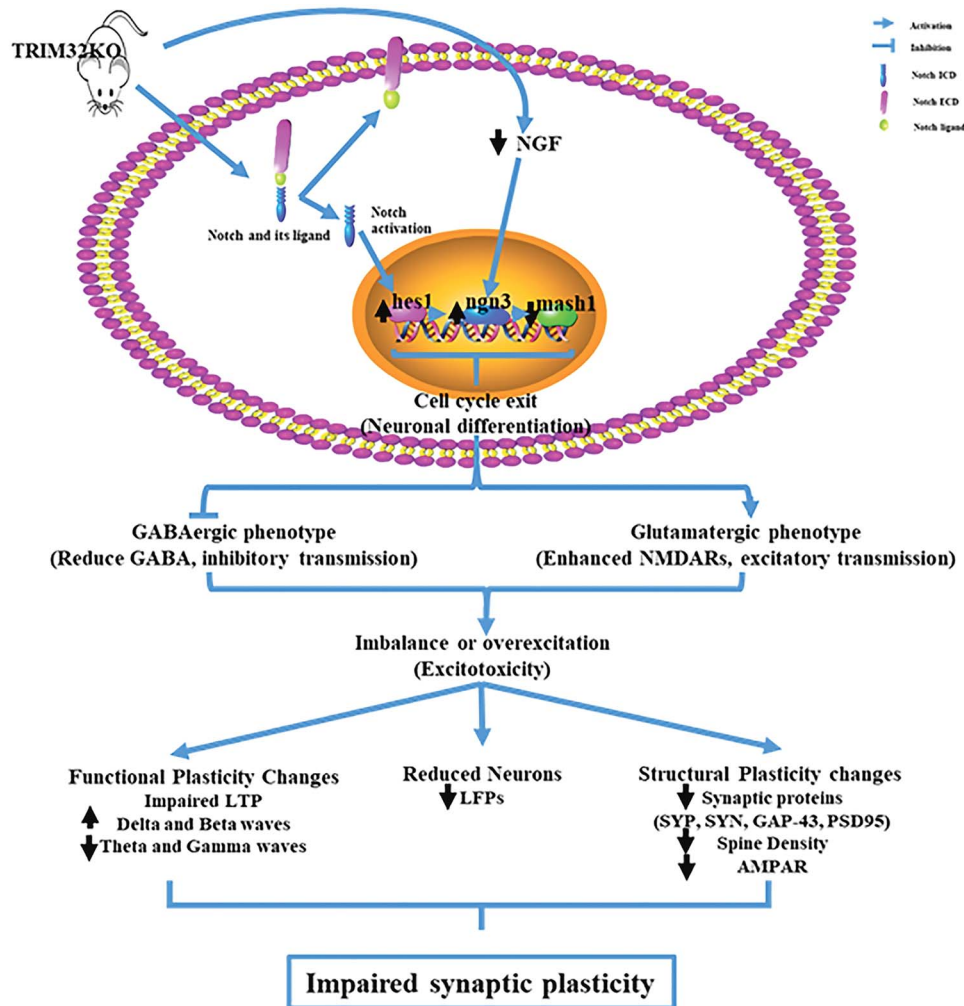 TRIM32KO
Activation
Inhibition
Notch ICD
Notch ECD
Notch ligand
NGF
Notch and its ligand
Notch
activation
hes1
ngn3
mash1
Cell cycle exit
(Neuronal differentiation)
GABAergic phenotype
(Reduce GABA, inhibitory transmission)
Glutamatergic phenotype
(Enhanced NMDARs, excitatory transmission)
Imbalance or overexcitation
(Excitotoxicity)
Functional Plasticity Changes
Impaired LTP
Delta and Beta waves
Theta and Gamma waves
Reduced Neurons
LFPs
Structural Plasticity changes
Synaptic proteins
(SYP, SYN, GAP-43, PSD95)
Spine Density
AMPAR
Impaired synaptic plasticity